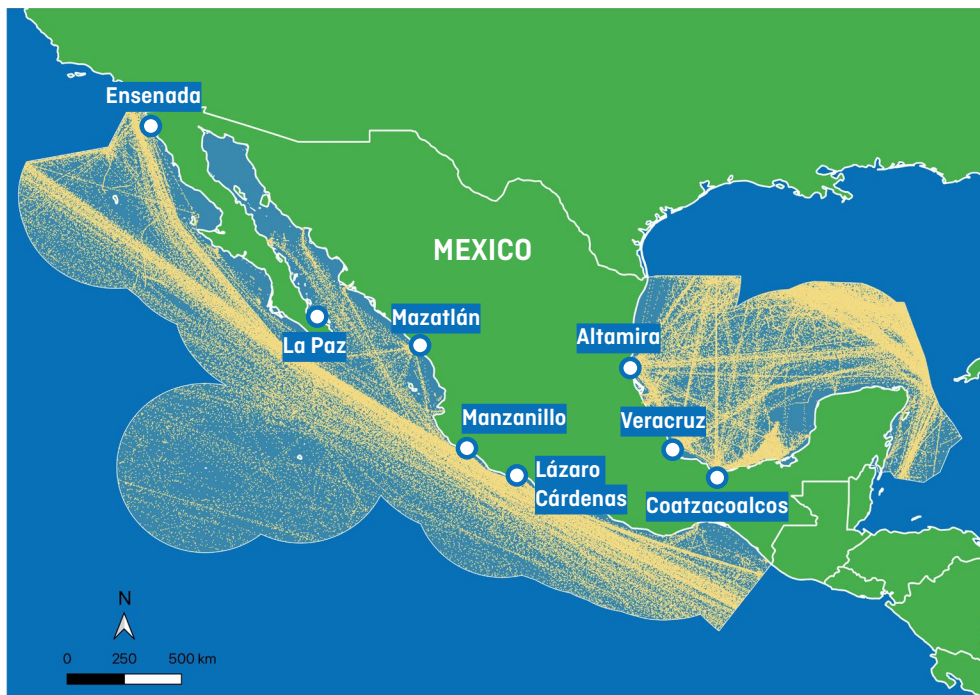 Ensenada
MEXICO
Mazatlán
La Paz
Altamira
Manzanillo
Veracruz
Lázaro
Cárdenas
Coatzacoalcos
N
0 250 500 km